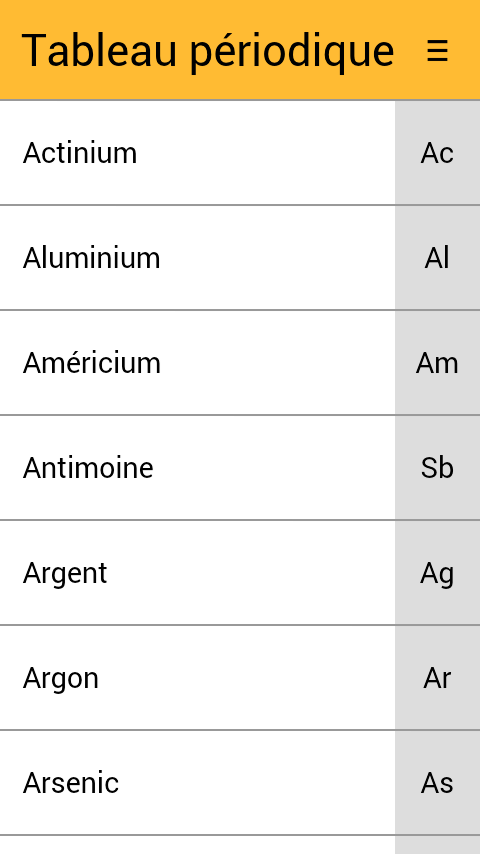 Tableau périodique
Actinium Ac
Aluminium Al
Américium Am
Antimoine Sb
Argent Ag
Argon Ar
Arsenic As